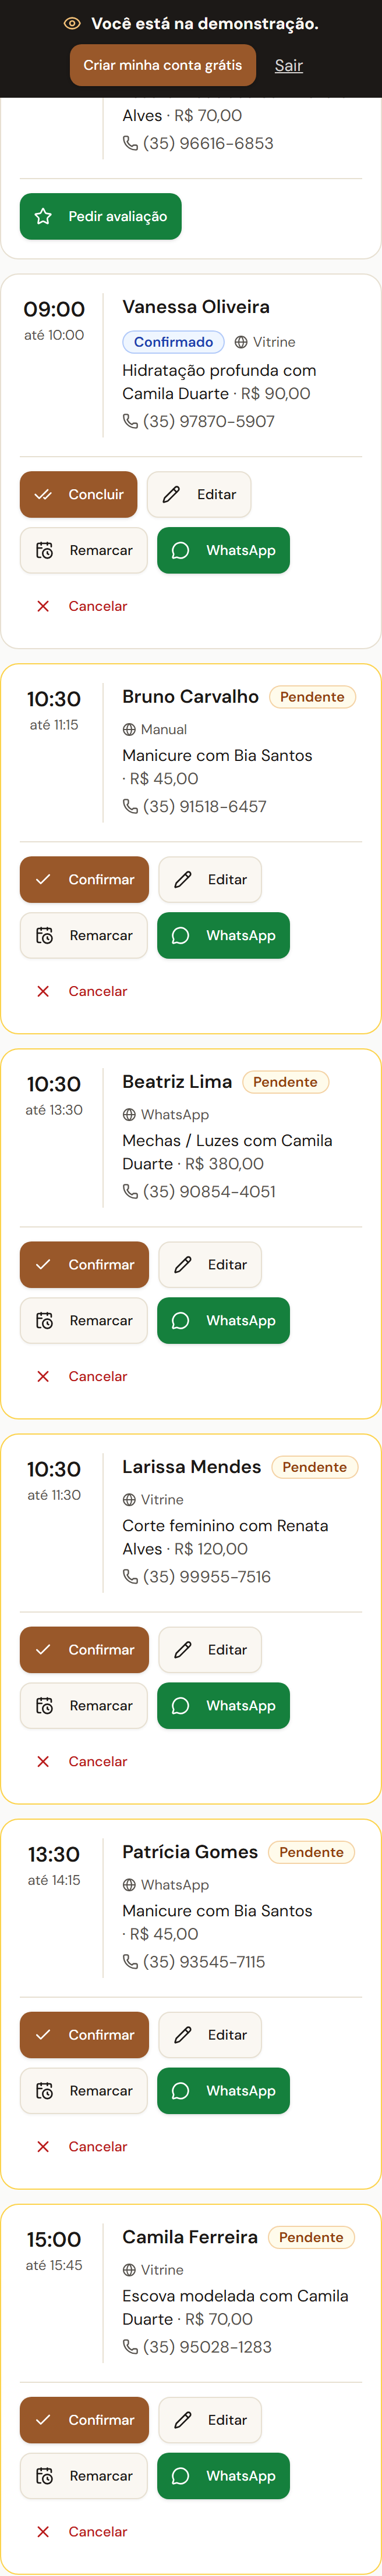 Você está na demonstração.
Criar minha conta grátis
Sair
Alves · R$ 70,00
(35) 96616-6853
Pedir avaliação
09:00
até 10:00
Vanessa Oliveira
Confirmado
Vitrine
Hidratação profunda com
Camila Duarte · R$ 90,00
(35) 97870-5907
Concluir
Editar
Remarcar
WhatsApp
Cancelar
10:30
até 11:15
Bruno Carvalho
Pendente
Manual
Manicure com Bia Santos
· R$ 45,00
(35) 91518-6457
Confirmar
Editar
Remarcar
WhatsApp
Cancelar
10:30
até 13:30
Beatriz Lima
Pendente
WhatsApp
Mechas / Luzes com Camila
Duarte · R$ 380,00
(35) 90854-4051
Confirmar
Editar
Remarcar
WhatsApp
Cancelar
10:30
até 11:30
Larissa Mendes
Pendente
Vitrine
Corte feminino com Renata
Alves · R$ 120,00
(35) 99955-7516
Confirmar
Editar
Remarcar
WhatsApp
Cancelar
13:30
até 14:15
Patrícia Gomes
Pendente
WhatsApp
Manicure com Bia Santos
· R$ 45,00
(35) 93545-7115
Confirmar
Editar
Remarcar
WhatsApp
Cancelar
15:00
até 15:45
Camila Ferreira
Pendente
Vitrine
Escova modelada com Camila
Duarte · R$ 70,00
(35) 95028-1283
Confirmar
Editar
Remarcar
WhatsApp
Cancelar